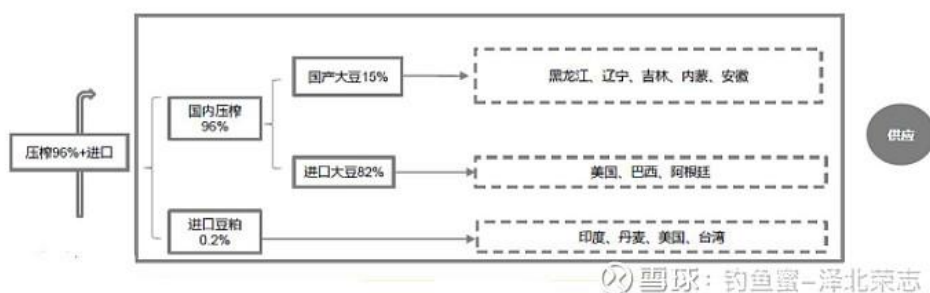 国产大豆15%
黑龙江、辽宁、吉林、内蒙、安徽
国内压榨
96%
压榨96%+进口
供应
进口大豆82%
美国、巴西、阿根廷
进口豆粕
0.2%
印度、丹麦、美国、台湾
雪球：钓鱼蜜-泽北荣志